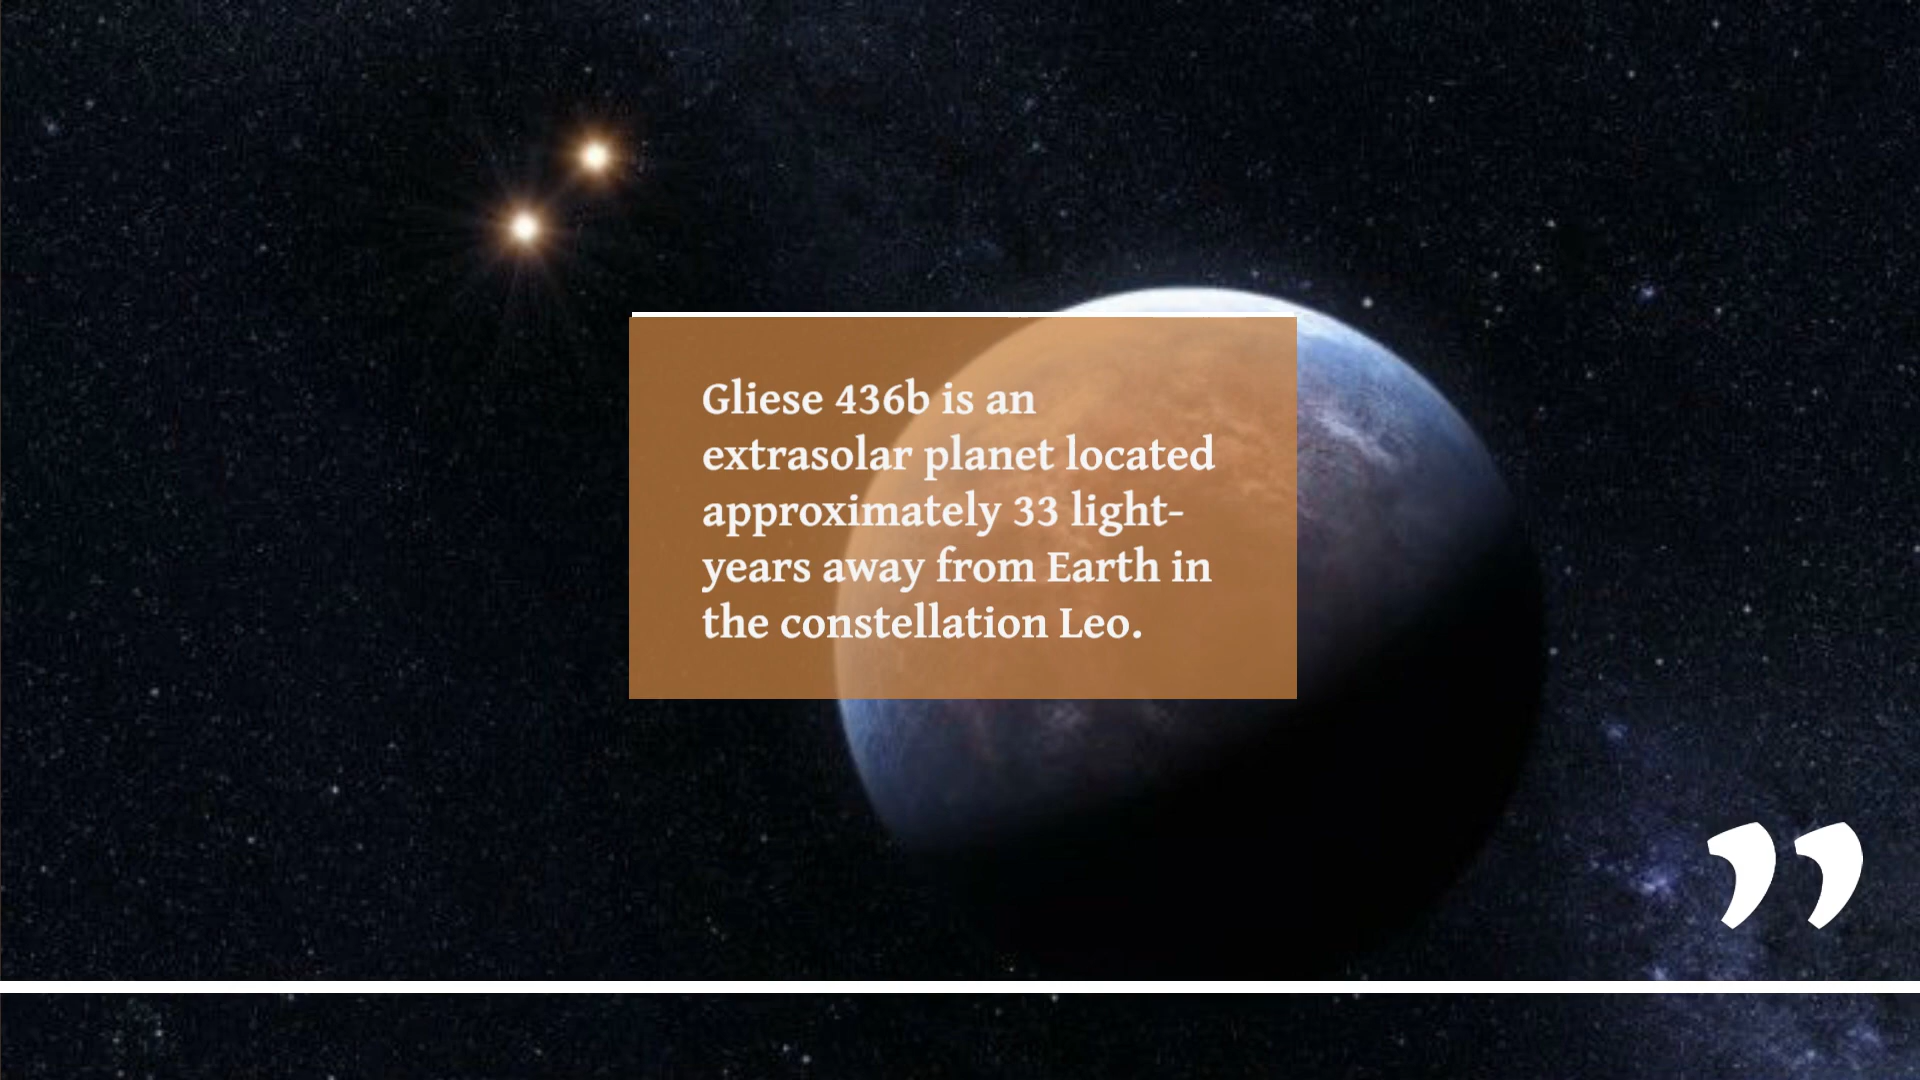 Gliese 436b is an
extrasolar planet located
approximately 33 light-
years away from Earth in
the constellation Leo.
”